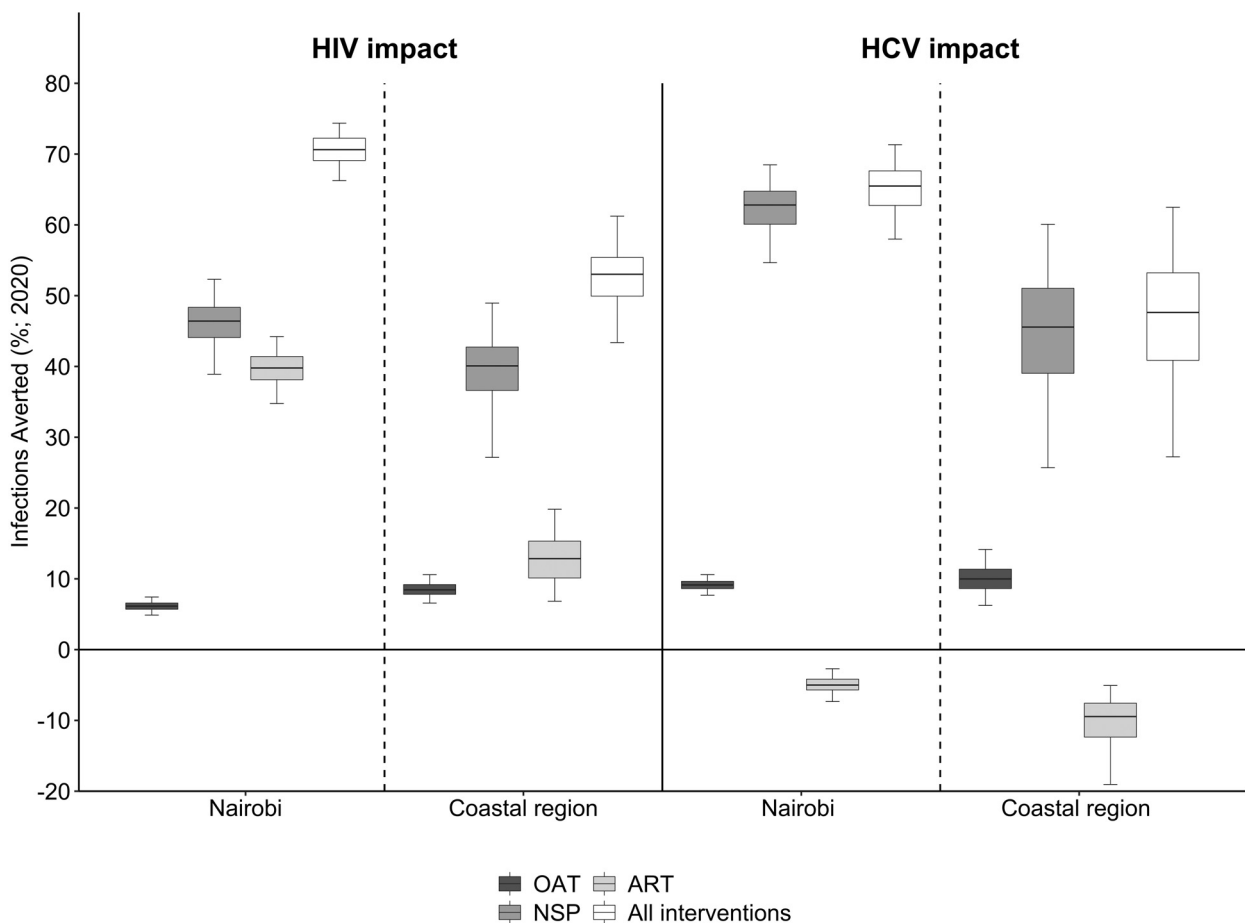 HIV impact
HCV impact
Infections Averted (%; 2020)
80
70
60
50
40
30
20
10
0
-10
-20
Nairobi
Coastal region
Nairobi
Coastal region
OAT
ART
NSP
All interventions